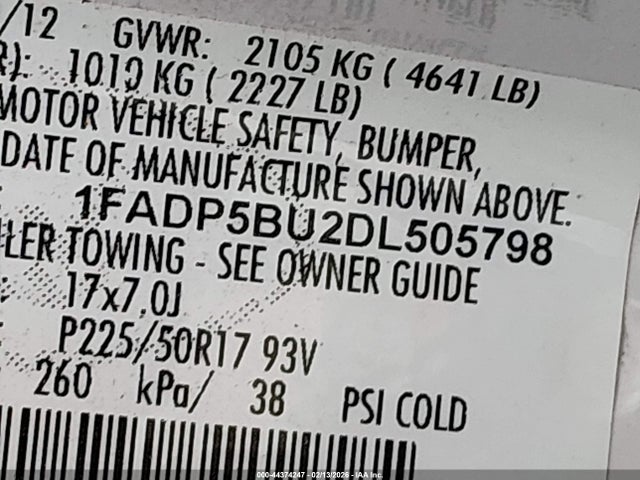 /12 GVWR: 2105 KG ( 4641 LB)
R): 1010 KG ( 2227 LB)
MOTOR VEHICLE SAFETY, BUMPER,
DATE OF MANUFACTURE SHOWN ABOVE.
1FADP5BU2DL505798
ILER TOWING - SEE OWNER GUIDE
: 17x7.0J
P225/50R17 93V
: 260 kPa/ 38 PSI COLD
000-44374247 - 02/13/2026 - IAA Inc.